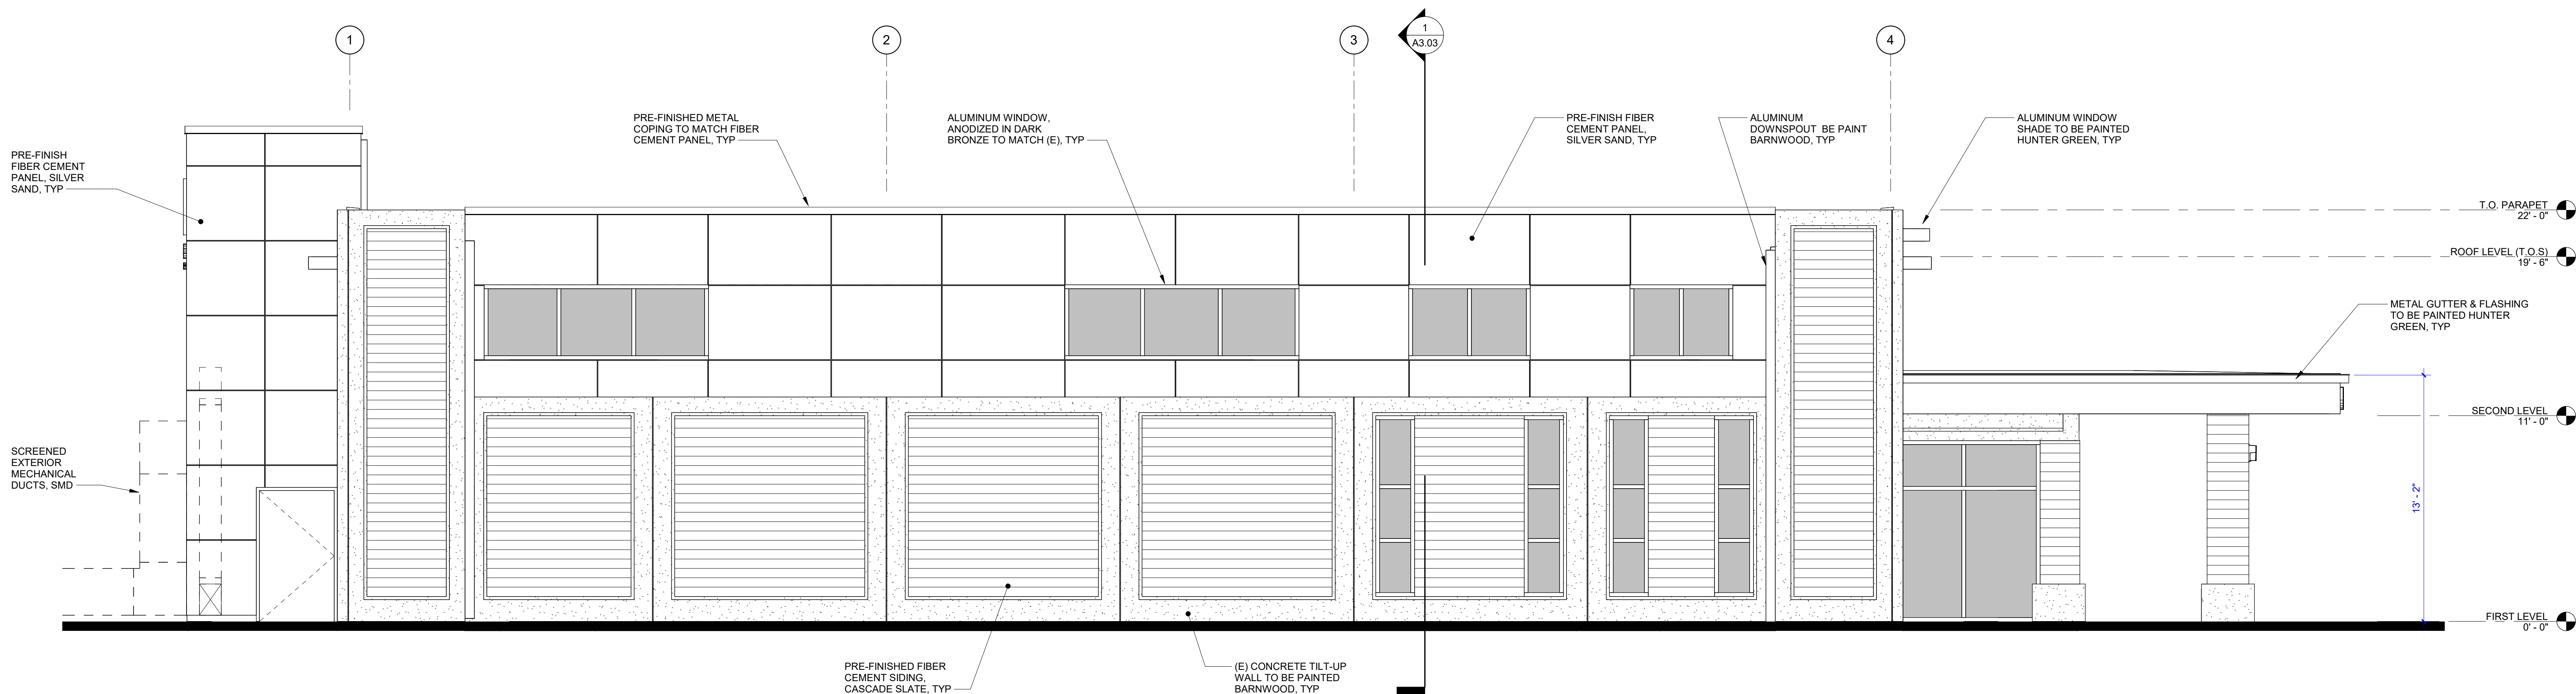 1
2
3
1
A3.03
4
PRE-FINISH
FIBER CEMENT
PANEL, SILVER
SAND, TYP
PRE-FINISHED METAL
COPING TO MATCH FIBER
CEMENT PANEL, TYP
ALUMINUM WINDOW,
ANODIZED IN DARK
BRONZE TO MATCH (E), TYP
PRE-FINISH FIBER
CEMENT PANEL,
SILVER SAND, TYP
ALUMINUM
DOWNSPOUT BE PAINT
BARNWOOD, TYP
ALUMINUM WINDOW
SHADE TO BE PAINTED
HUNTER GREEN, TYP
T.O. PARAPET
22' - 0"
ROOF LEVEL (T.O.S)
19' - 6"
METAL GUTTER & FLASHING
TO BE PAINTED HUNTER
GREEN, TYP
SECOND LEVEL
11' - 0"
SCREENED
EXTERIOR
MECHANICAL
DUCTS, SMD
13' - 2"
FIRST LEVEL
0' - 0"
PRE-FINISHED FIBER
CEMENT SIDING,
CASCADE SLATE, TYP
(E) CONCRETE TILT-UP
WALL TO BE PAINTED
BARNWOOD, TYP